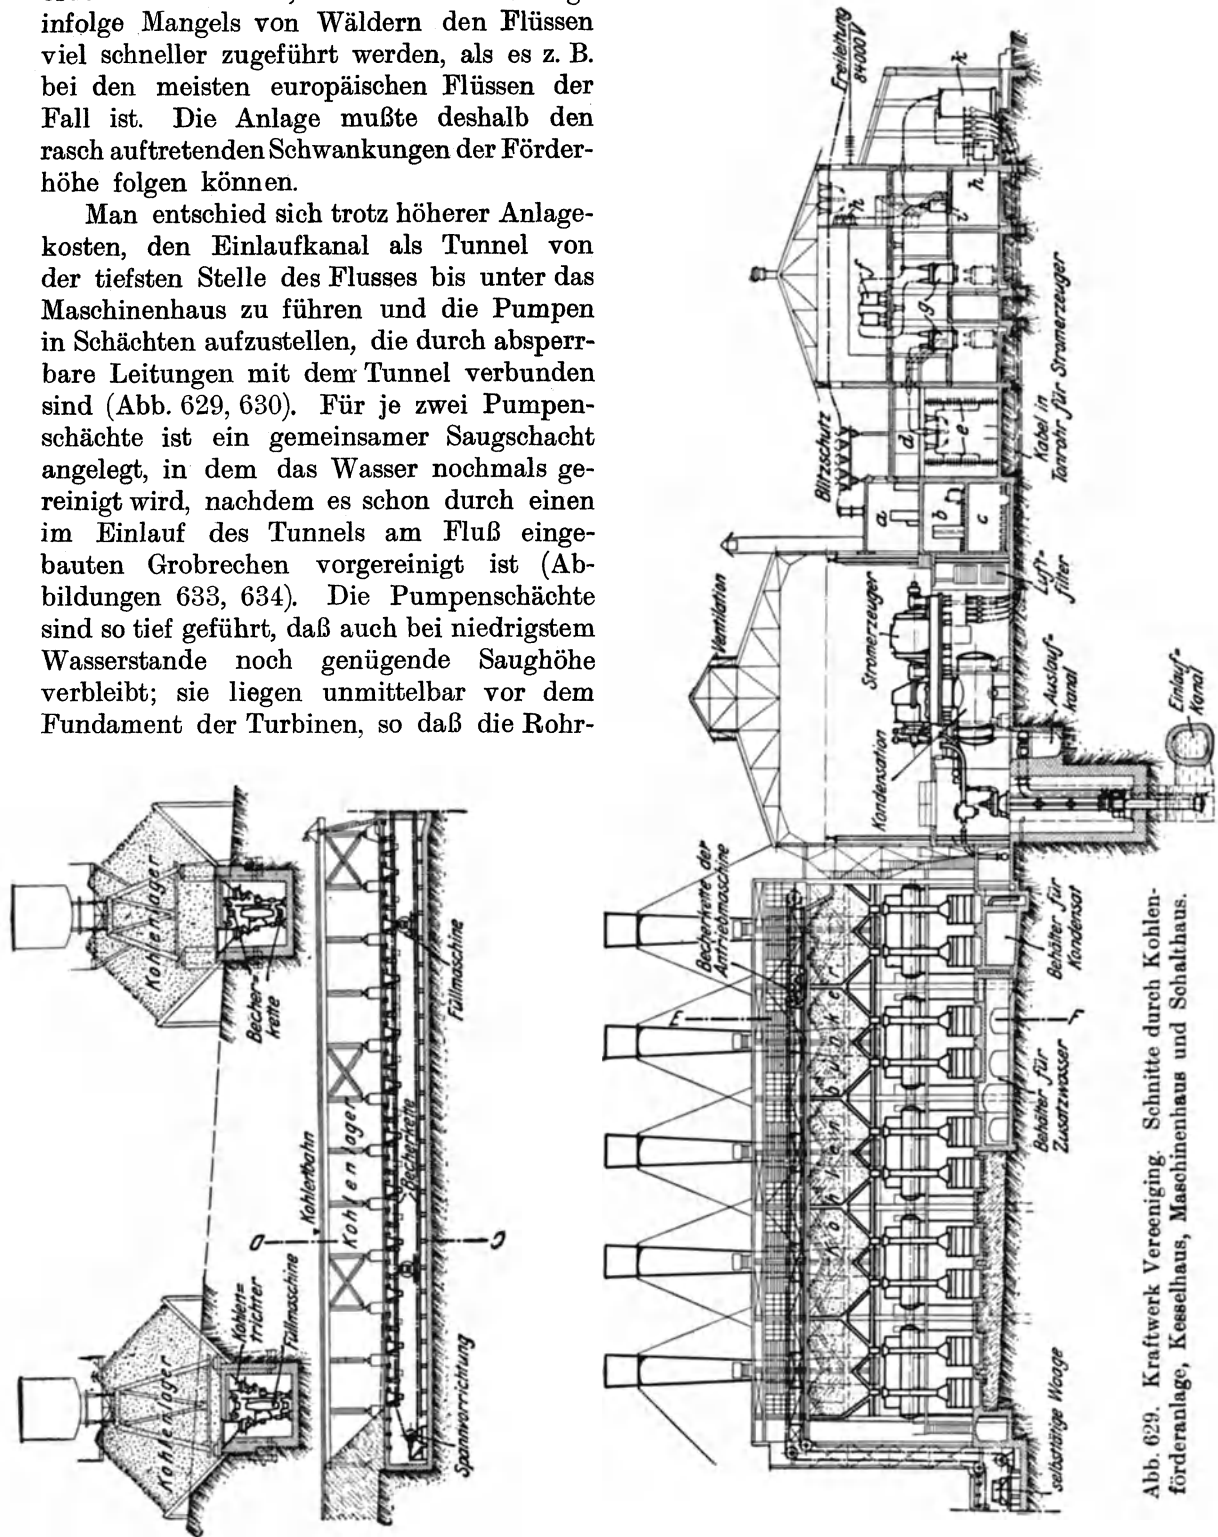 infolge Mangels von Wäldern den Flüssen
viel schneller zugeführt werden, als es z. B.
bei den meisten europäischen Flüssen der
Fall ist. Die Anlage mußte deshalb den
rasch auftretenden Schwankungen der Förder-
höhe folgen können.
Man entschied sich trotz höherer Anlage-
kosten, den Einlaufkanal als Tunnel von
der tiefsten Stelle des Flusses bis unter das
Maschinenhaus zu führen und die Pumpen
in Schächten aufzustellen, die durch absperr-
bare Leitungen mit dem Tunnel verbunden
sind (Abb. 629, 630). Für je zwei Pumpen-
schächte ist ein gemeinsamer Saugschacht
angelegt, in dem das Wasser nochmals ge-
reinigt wird, nachdem es schon durch einen
im Einlauf des Tunnels am Fluß einge-
bauten Grobrechen vorgereinigt ist (Ab-
bildungen 633, 634). Die Pumpenschächte
sind so tief geführt, daß auch bei niedrigstem
Wasserstande noch genügende Saughöhe
verbleibt; sie liegen unmittelbar vor dem
Fundament der Turbinen, so daß die Rohr-
Kohlenlager
Becher=
kette
Kohlenlager
Kohlen=
trichter
Füllmaschine
Kohlenbahn
Kohlenlager
Becherkette
Füllmaschine
Spannvorrichtung
Freileitung
84000V
k
h
h
i
f
g
Blitzschutz
d
e
a
b
c
Kabel in
Tonrohr für Stromerzeuger
Ventilation
Stromerzeuger
Luft=
filter
Kondensation
Auslauf=
kanal
Einlauf=
kanal
Becherkette der
Antriebmaschine
E
F
Kohlenbunker
Behälter für
Kondensat
Behälter für
Zusatzwasser
selbsttätige Waage
Abb. 629. Kraftwerk Vereeniging. Schnitte durch Kohlen-
förderanlage, Kesselhaus, Maschinenhaus und Schalthaus.